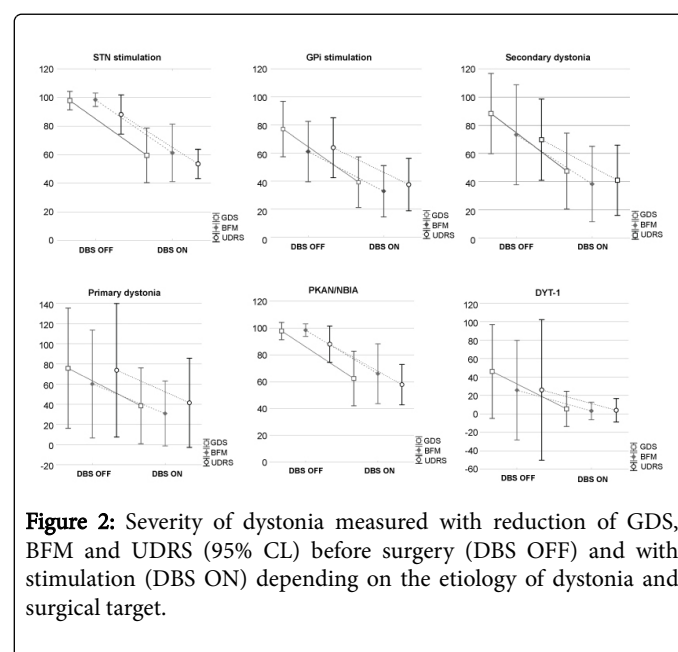 STN stimulation
120
100
80
60
40
20
0
DBS OFF
DBS ON
GDS
BFM
UDRS
GPi stimulation
120
100
80
60
40
20
0
DBS OFF
DBS ON
GDS
BFM
UDRS
Secondary dystonia
120
100
80
60
40
20
0
DBS OFF
DBS ON
GDS
BFM
UDRS
Primary dystonia
140
120
100
80
60
40
20
0
-20
DBS OFF
DBS ON
GDS
BFM
UDRS
PKAN/NBIA
120
100
80
60
40
20
0
DBS OFF
DBS ON
GDS
BFM
UDRS
DYT-1
120
100
80
60
40
20
0
-20
-40
-60
DBS OFF
DBS ON
GDS
BFM
UDRS
Figure 2: Severity of dystonia measured with reduction of GDS,
BFM and UDRS (95% CL) before surgery (DBS OFF) and with
stimulation (DBS ON) depending on the etiology of dystonia and
surgical target.